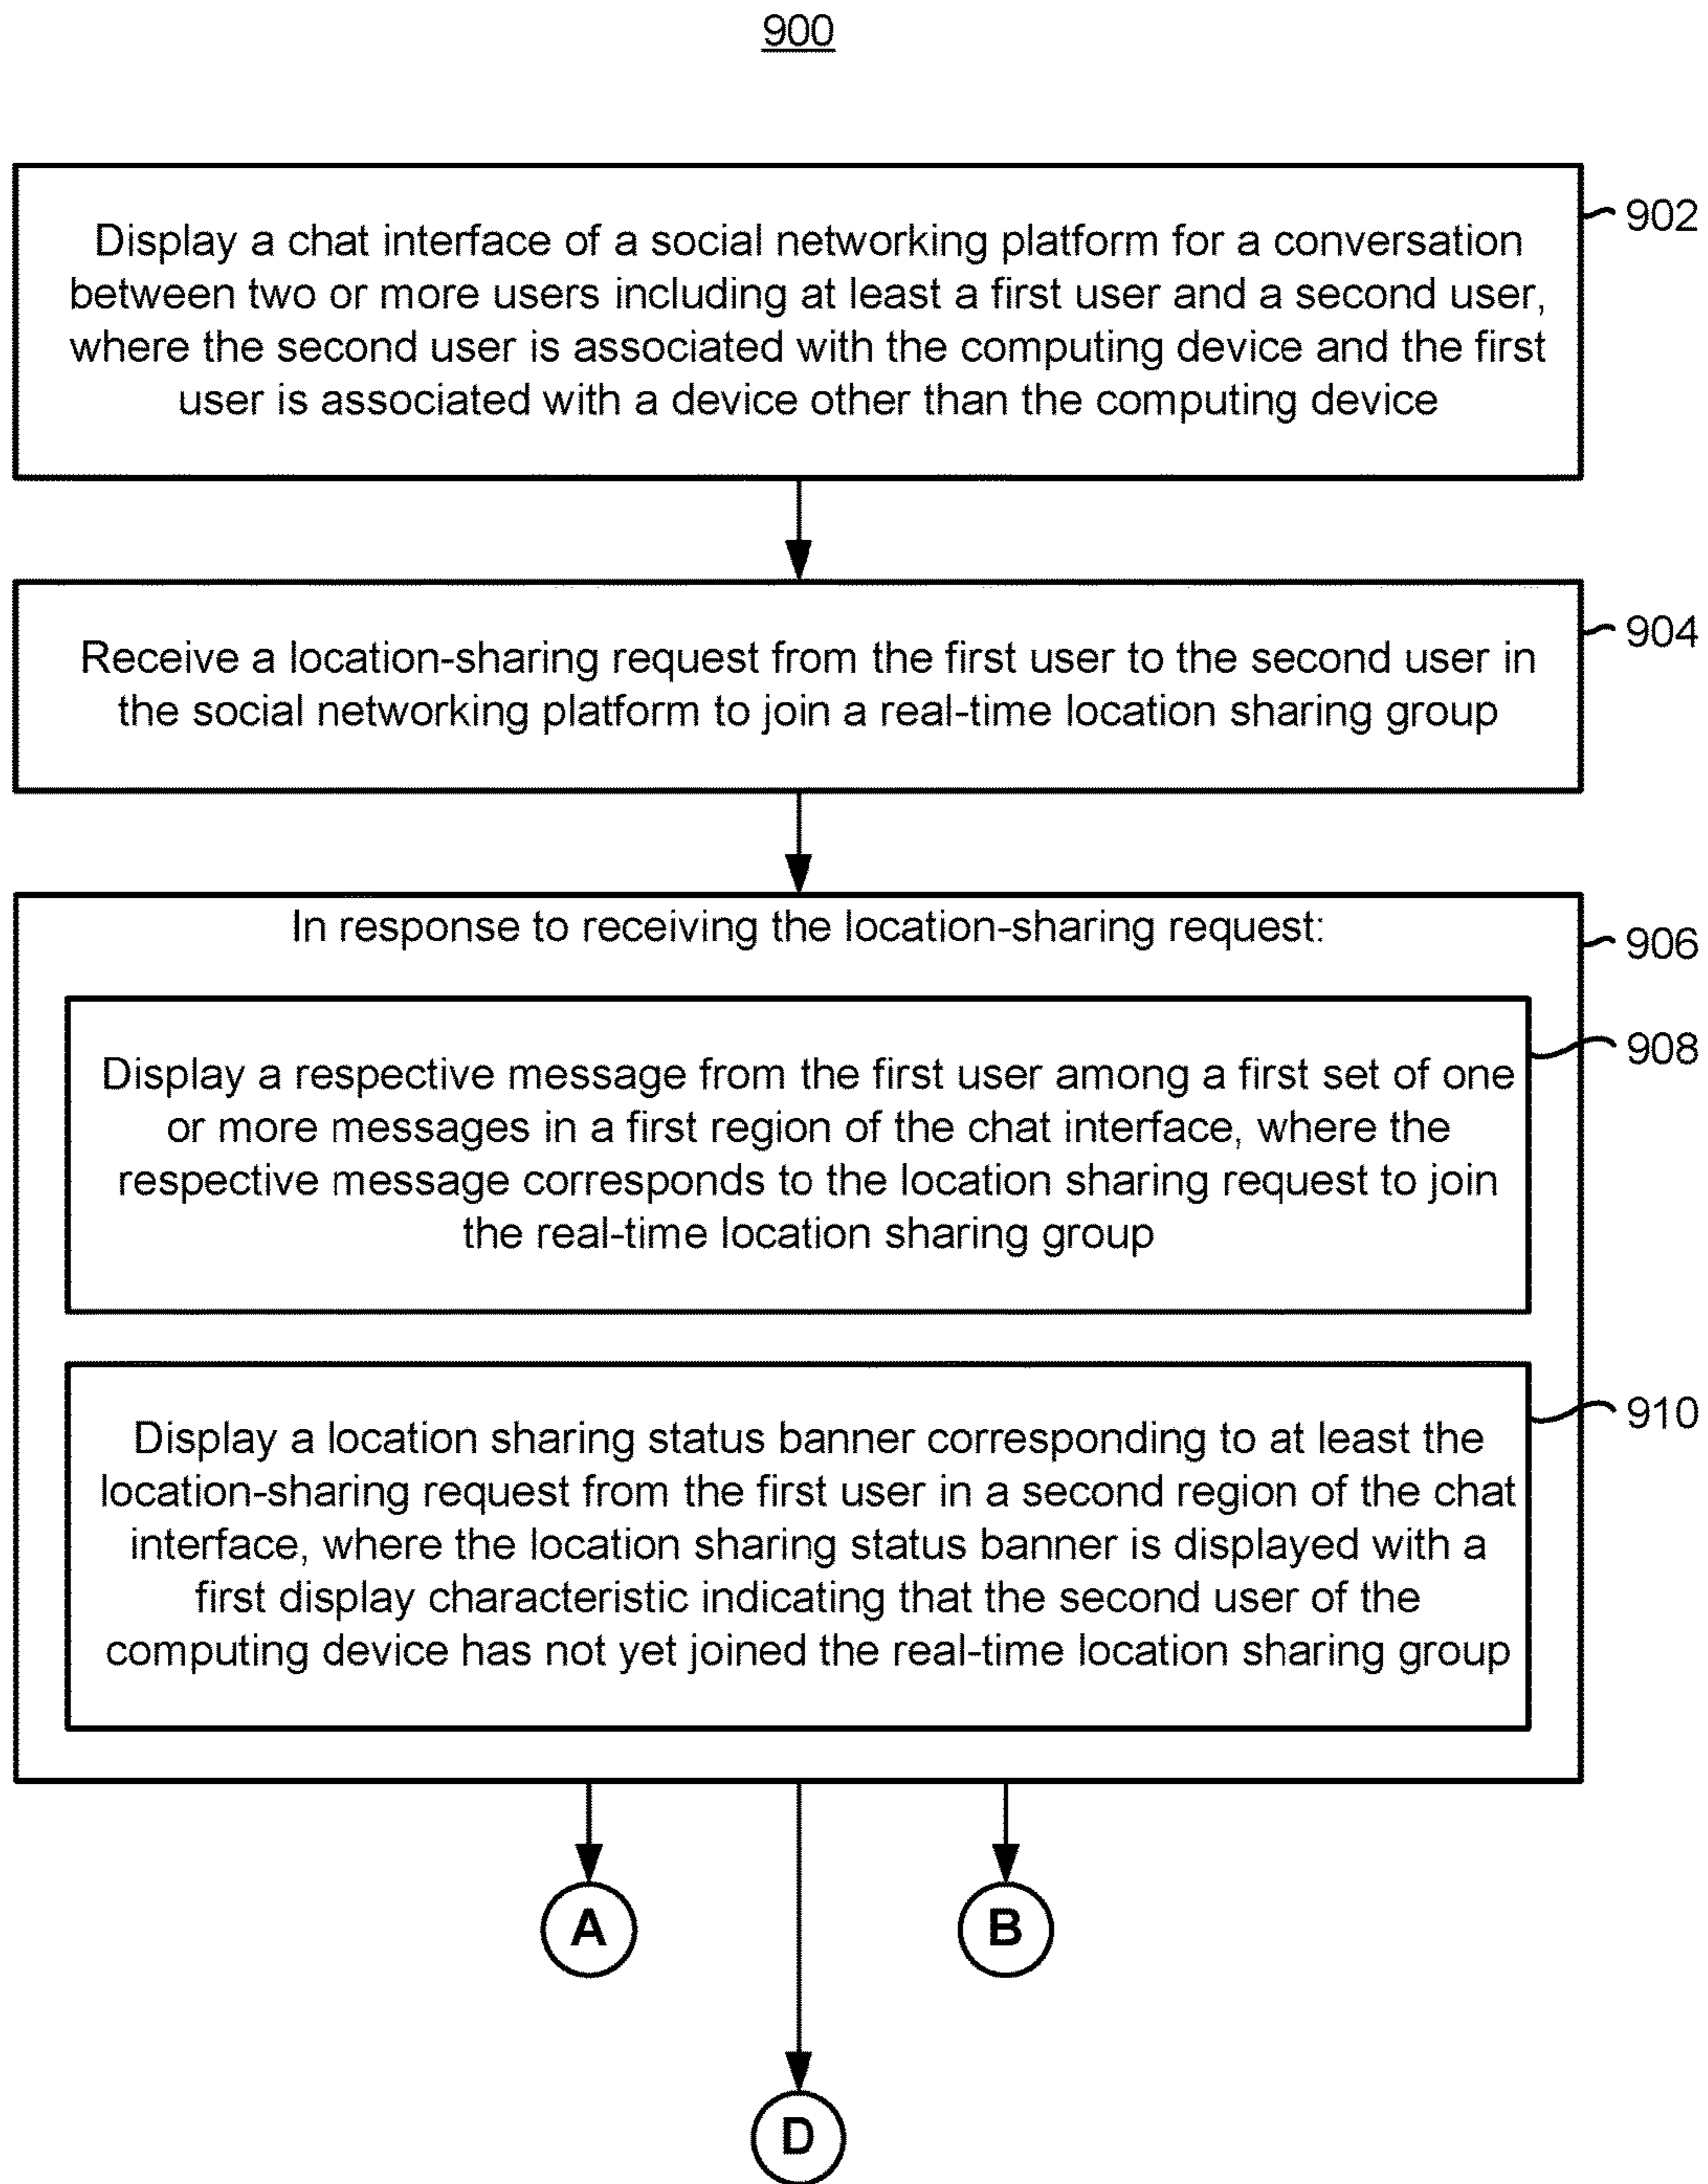 900
Display a chat interface of a social networking platform for a conversation
between two or more users including at least a first user and a second user,
where the second user is associated with the computing device and the first
user is associated with a device other than the computing device
902
Receive a location-sharing request from the first user to the second user in
the social networking platform to join a real-time location sharing group
904
In response to receiving the location-sharing request:
906
Display a respective message from the first user among a first set of one
or more messages in a first region of the chat interface, where the
respective message corresponds to the location sharing request to join
the real-time location sharing group
908
Display a location sharing status banner corresponding to at least the
location-sharing request from the first user in a second region of the chat
interface, where the location sharing status banner is displayed with a
first display characteristic indicating that the second user of the
computing device has not yet joined the real-time location sharing group
910
A
B
D